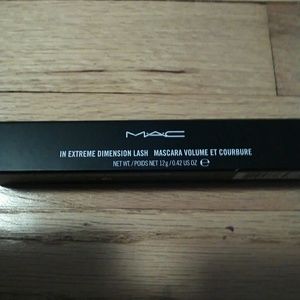 MAC
IN EXTREME DIMENSION LASH MASCARA VOLUME ET COURBURE
NET WT./POIDS NET 12g/0.42 US OZ e